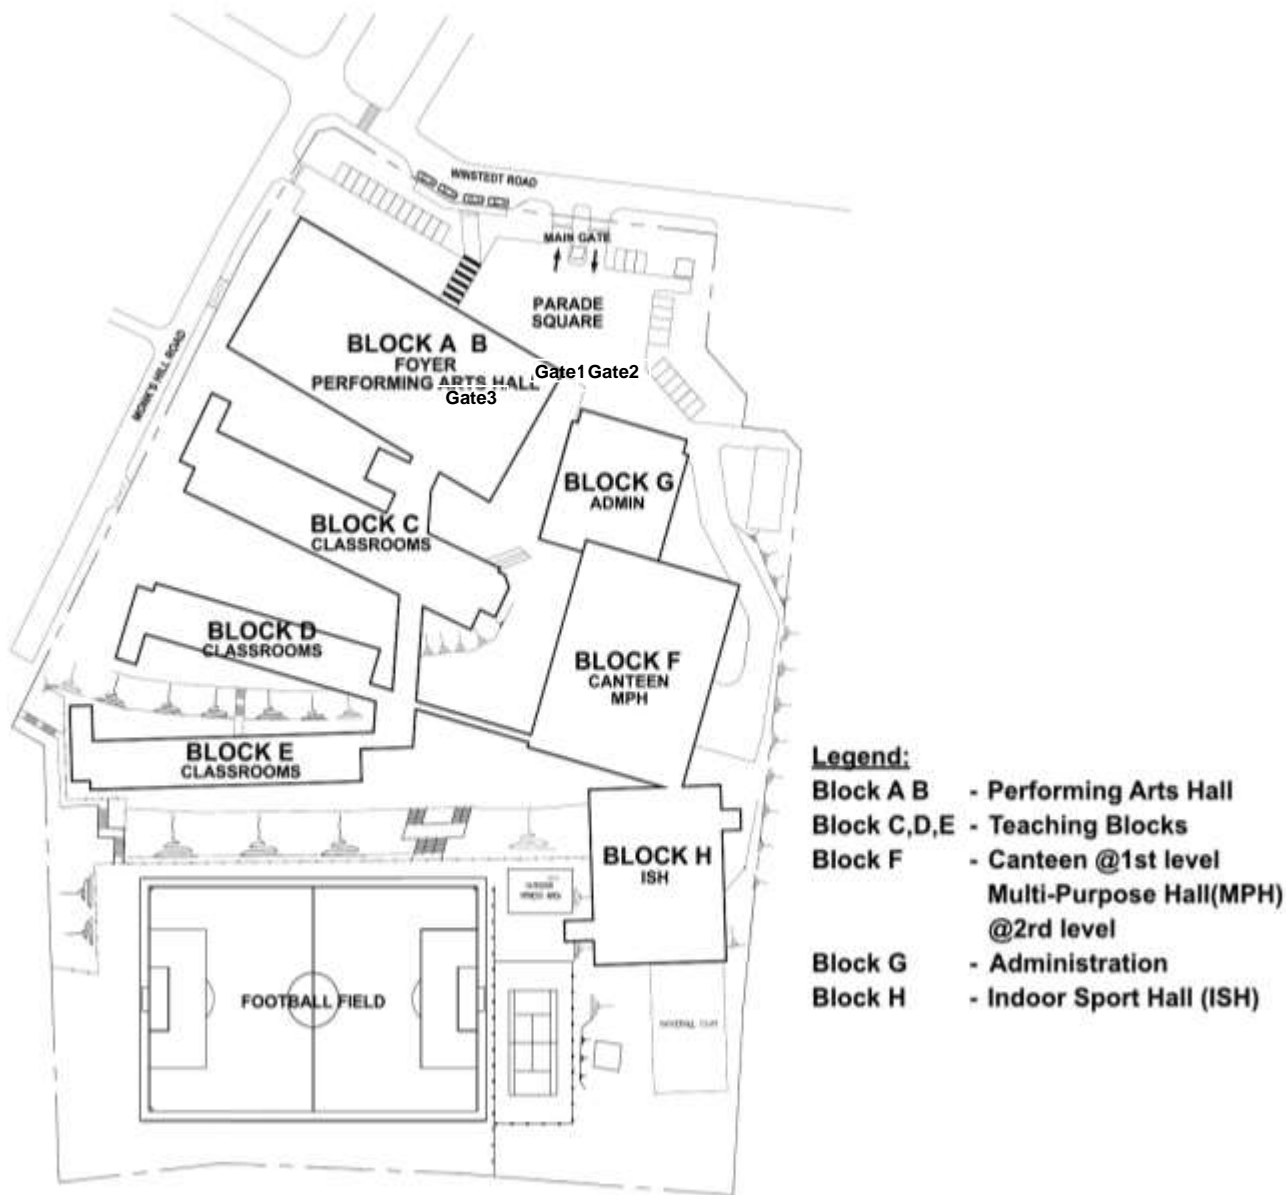 WINSTEDT ROAD
MAIN GATE
PARADE
SQUARE
MONK'S HILL ROAD
BLOCK A B
FOYER
PERFORMING ARTS HALL
Gate1 Gate2
Gate3
BLOCK G
ADMIN
BLOCK C
CLASSROOMS
BLOCK D
CLASSROOMS
BLOCK F
CANTEEN
MPH
BLOCK E
CLASSROOMS
BLOCK H
ISH
FOOTBALL FIELD
Legend:
Block A B - Performing Arts Hall
Block C,D,E - Teaching Blocks
Block F - Canteen @1st level
Multi-Purpose Hall(MPH)
@2rd level
Block G - Administration
Block H - Indoor Sport Hall (ISH)